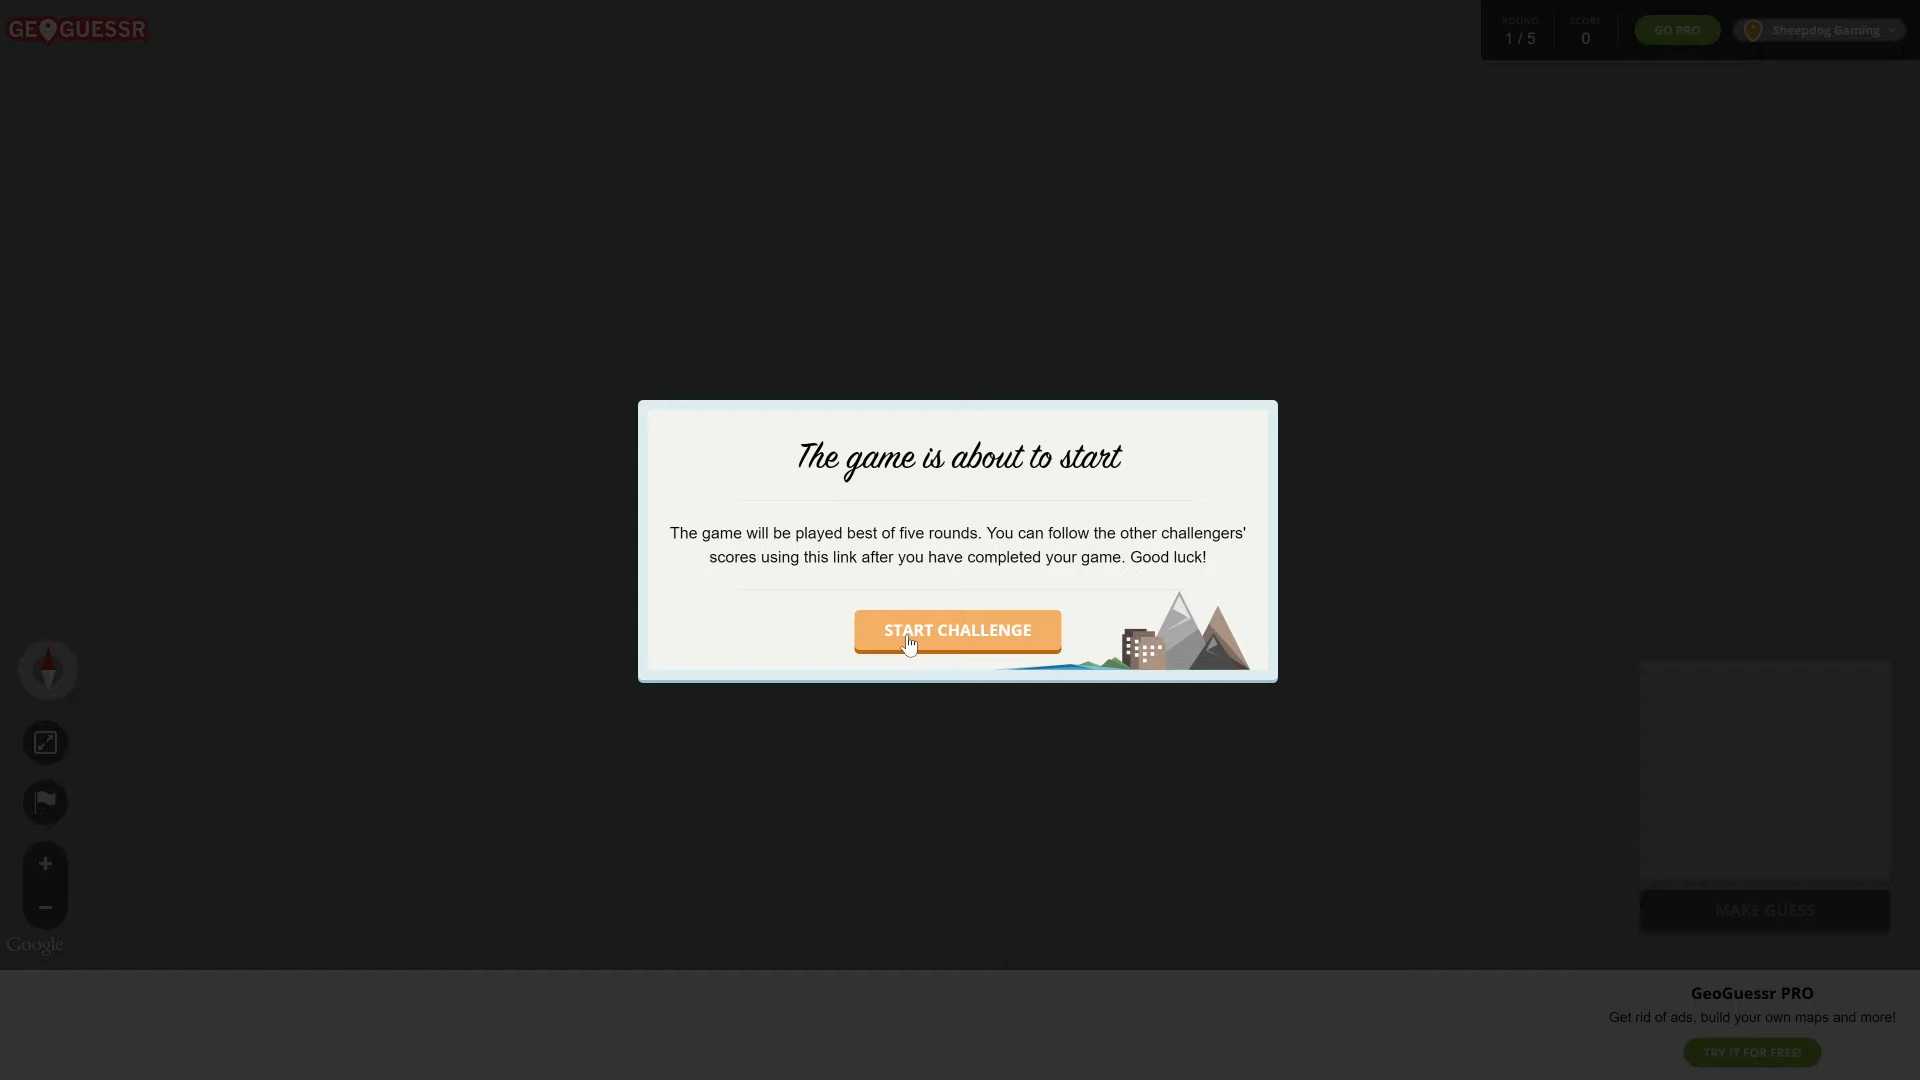 GEOGUESSR
ROUND
1 / 5
SCORE
0
GO PRO
Sheepdog Gaming
The game is about to start
The game will be played best of five rounds. You can follow the other challengers'
scores using this link after you have completed your game. Good luck!
START CHALLENGE
MAKE GUESS
Google
GeoGuessr PRO
Get rid of ads, build your own maps and more!
TRY IT FOR FREE!